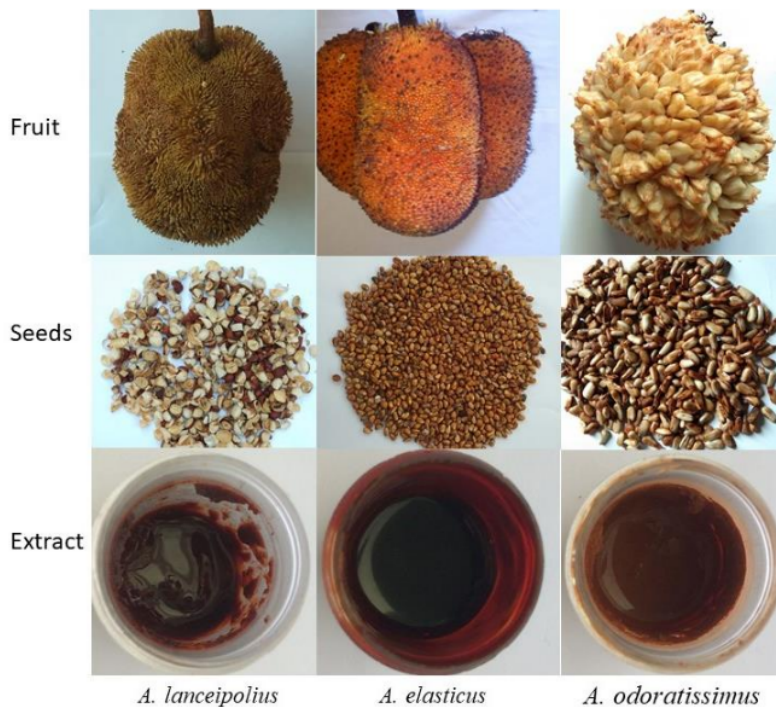 Fruit
Seeds
Extract
A. lanceipolius
A. elasticus
A. odoratissimus